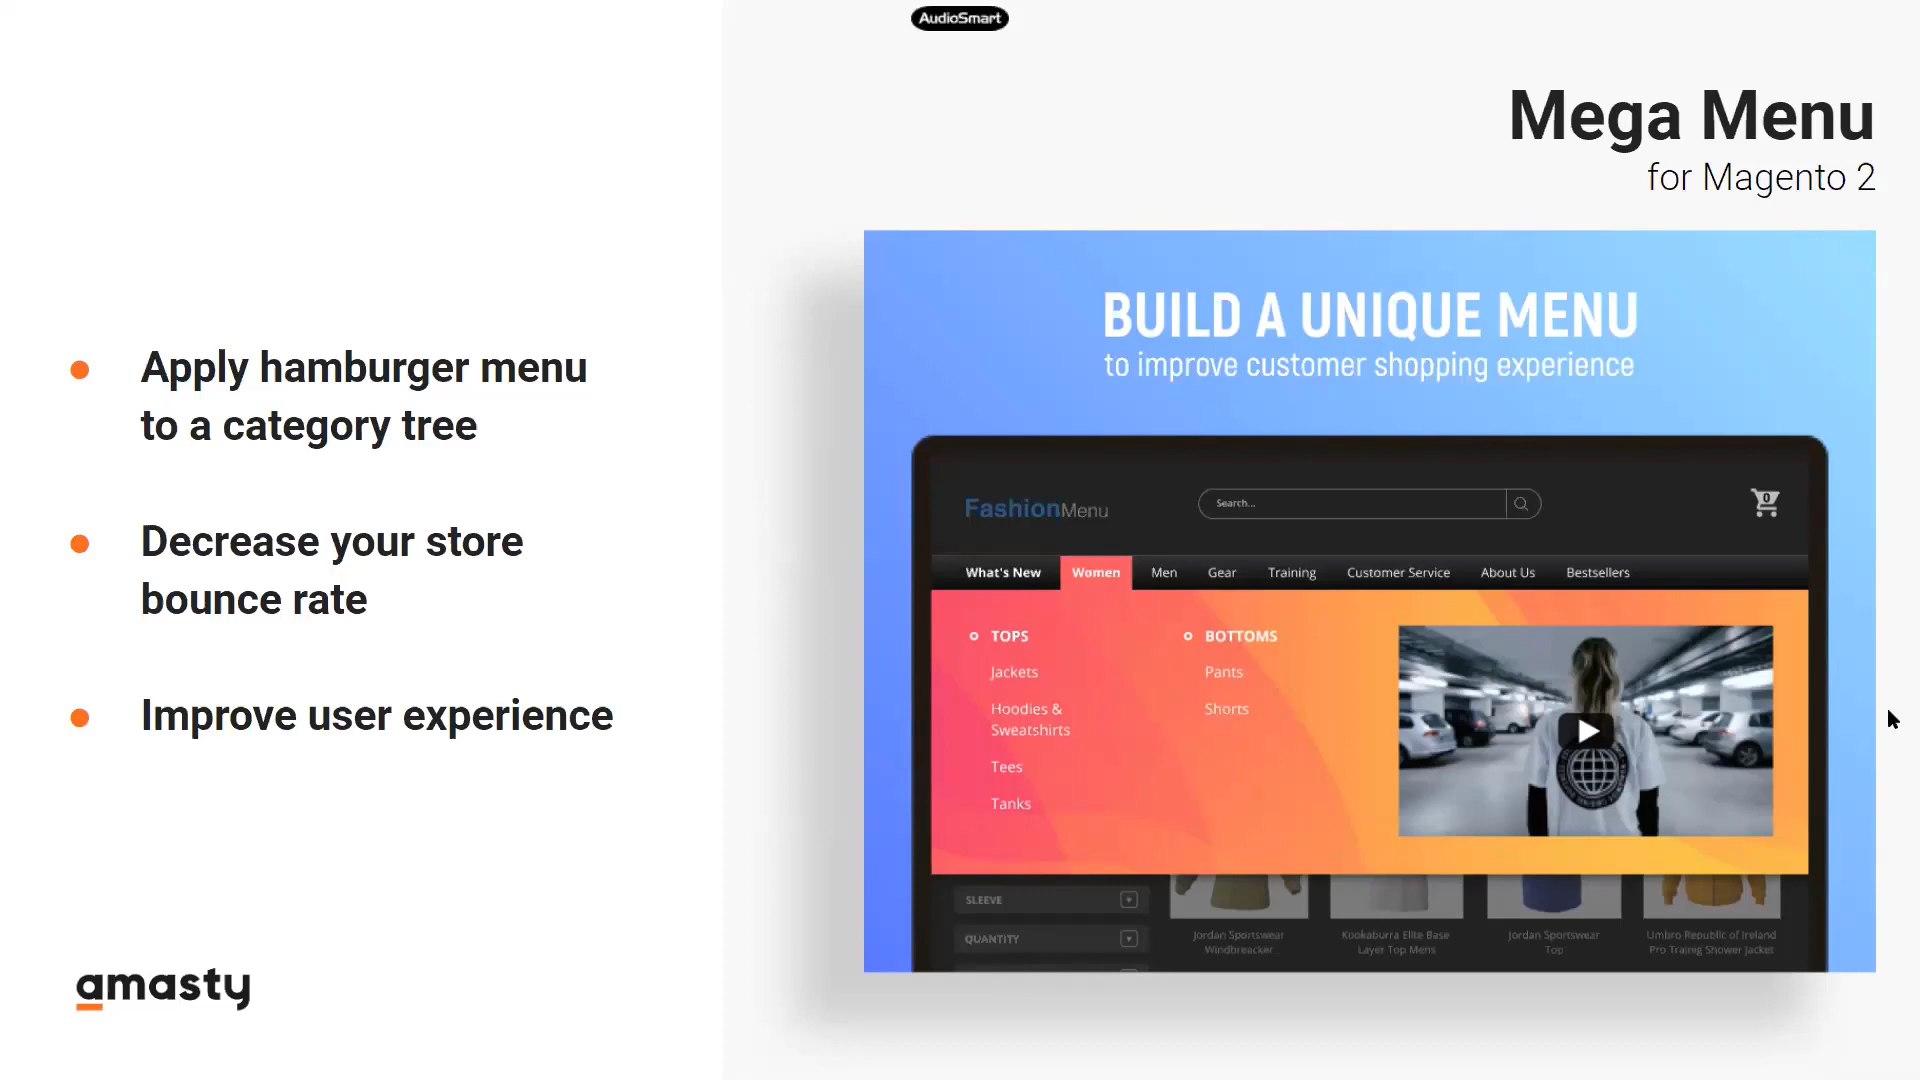 AudioSmart
Mega Menu
for Magento 2
Apply hamburger menu
to a category tree
Decrease your store
bounce rate
Improve user experience
amasty
BUILD A UNIQUE MENU
to improve customer shopping experience
FashionMenu
Search...
0
What's New Women Men Gear Training Customer Service About Us Bestsellers
TOPS
Jackets
Hoodies &
Sweatshirts
Tees
Tanks
BOTTOMS
Pants
Shorts
SLEEVE
QUANTITY
Jordan Sportswear
Windbreacker
Kookaburra Elite Base
Layer Top Mens
Jordan Sportswear
Top
Umbro Republic of Ireland
Pro Traing Shower Jacket